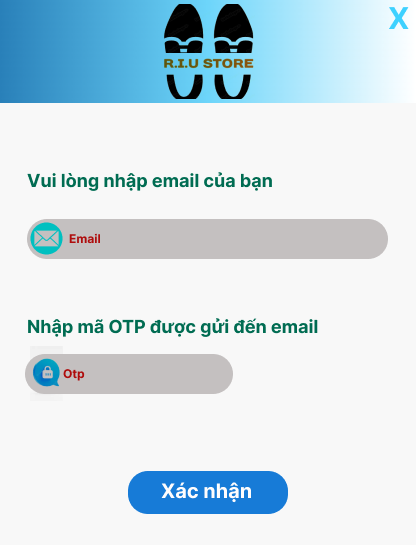 X
R.I.U STORE
Vui lòng nhập email của bạn
Email
Nhập mã OTP được gửi đến email
Otp
Xác nhận